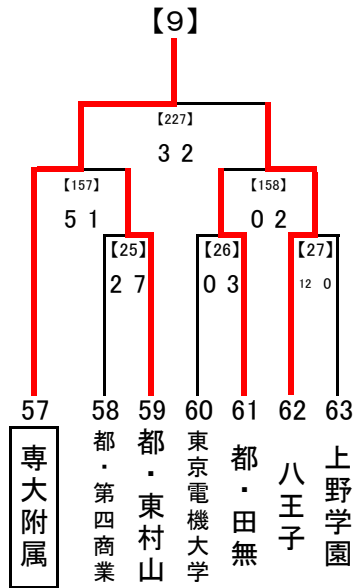 【9】
【227】
3 2
【157】
【158】
5 1
0 2
【25】
【26】
【27】
2 7
0 3
12 0
57 58 59 60 61 62 63
専大附属
都・第四商業
都・東村山
東京電機大学
都・田無
八王子
上野学園